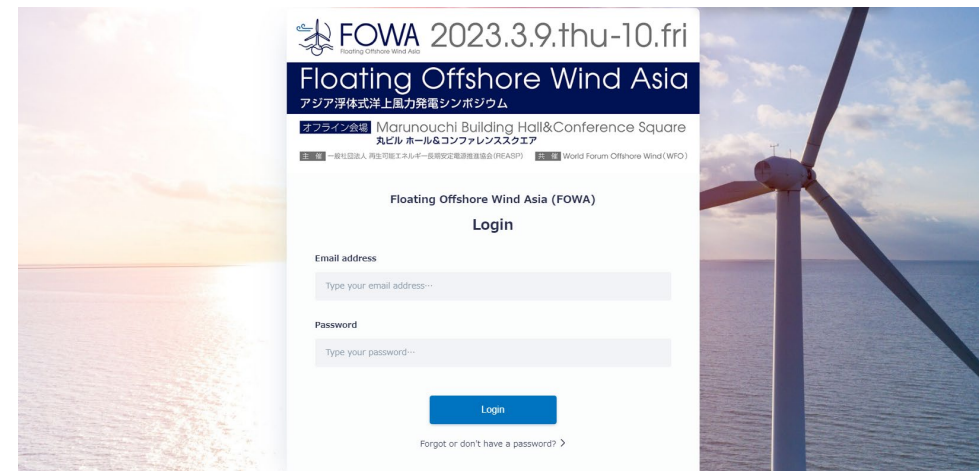 FOWA 2023.3.9.thu-10.fri
Floating Offshore Wind Asia
Floating Offshore Wind Asia
アジア浮体式洋上風力発電シンポジウム
オフライン会場 Marunouchi Building Hall&Conference Square
丸ビル ホール&コンファレンススクエア
主 催 一般社団法人 再生可能エネルギー長期安定電源推進協会(REASP) 共 催 World Forum Offshore Wind(WFO)
Floating Offshore Wind Asia (FOWA)
Login
Email address
Type your email address…
Password
Type your password…
Login
Forgot or don't have a password? >